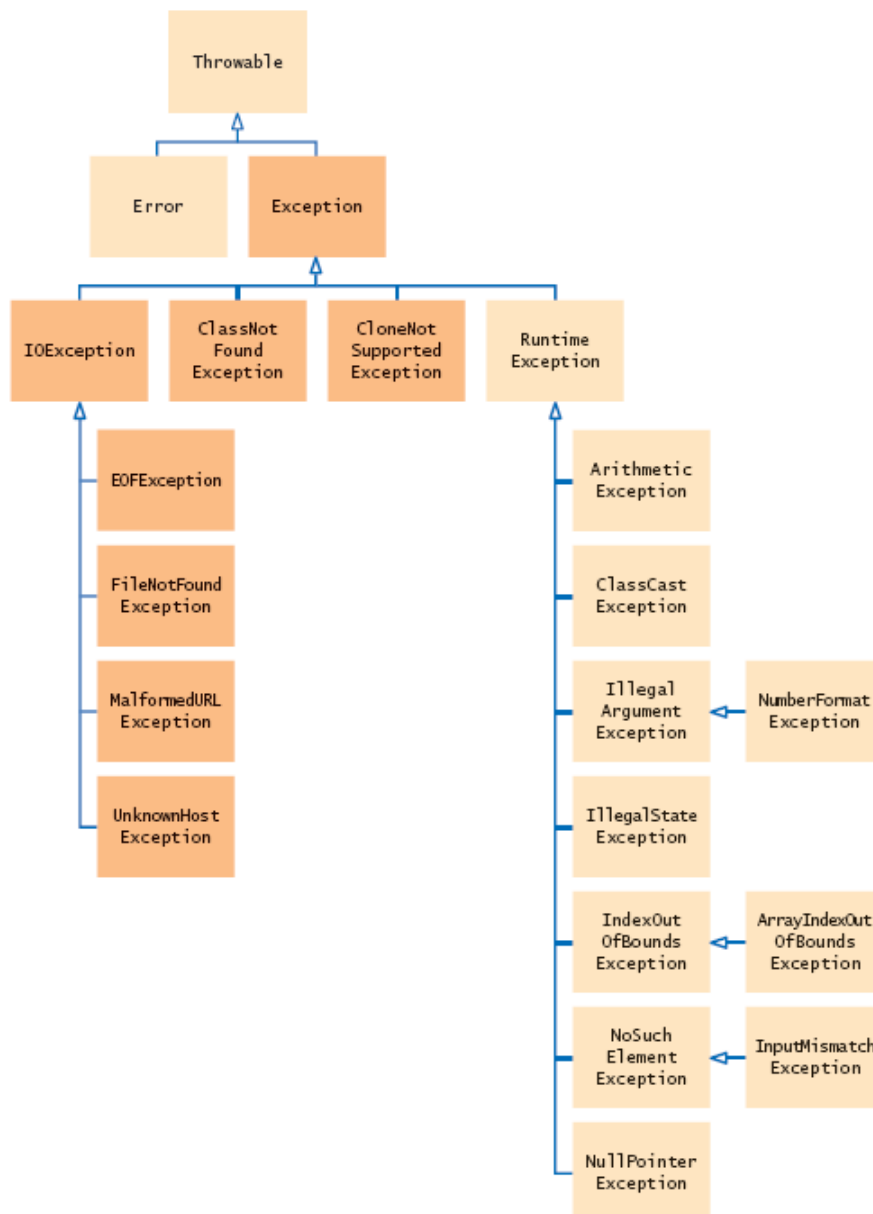 Throwable
Error
Exception
IOException
ClassNot
Found
Exception
CloneNot
Supported
Exception
Runtime
Exception
EOFException
FileNotFound
Exception
MalformedURL
Exception
UnknownHost
Exception
Arithmetic
Exception
ClassCast
Exception
Illegal
Argument
Exception
NumberFormat
Exception
IllegalState
Exception
IndexOut
OfBounds
Exception
ArrayIndexOut
OfBounds
Exception
NoSuch
Element
Exception
InputMismatch
Exception
NullPointer
Exception